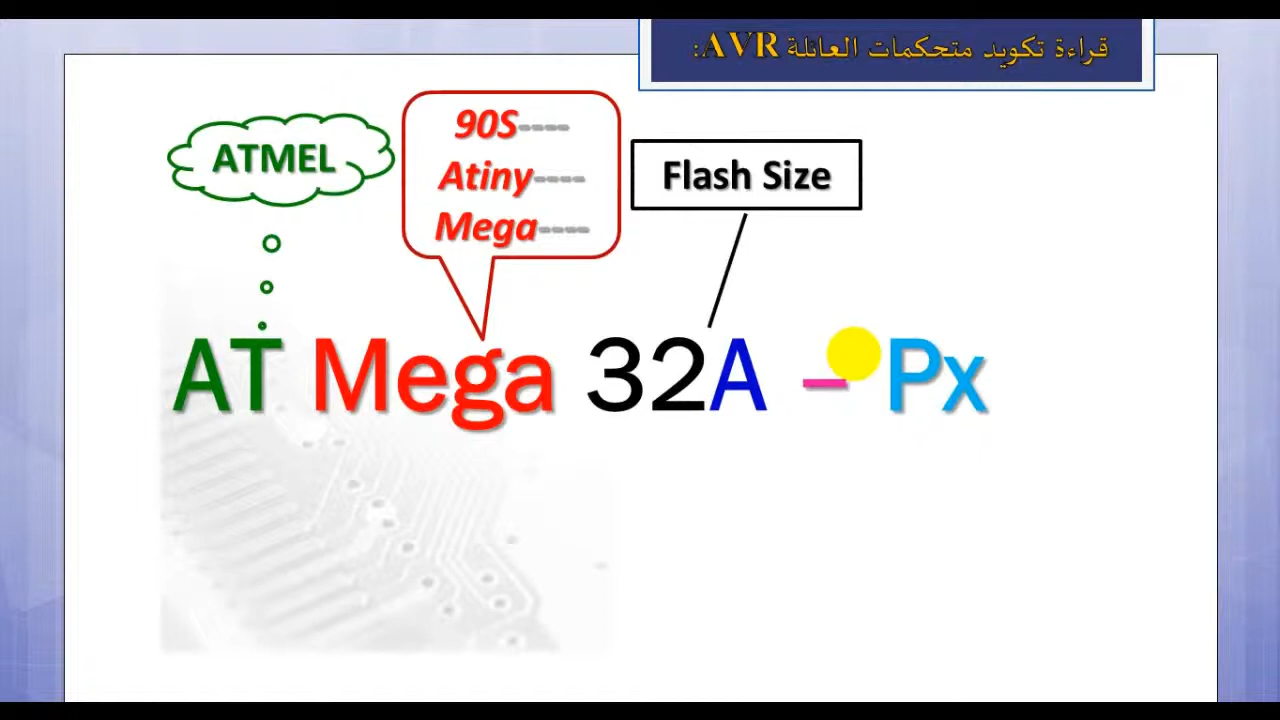 قراءة تكويد متحكمات العائلة AVR:
ATMEL
90S----
Atiny----
Mega----
Flash Size
AT Mega 32A – Px